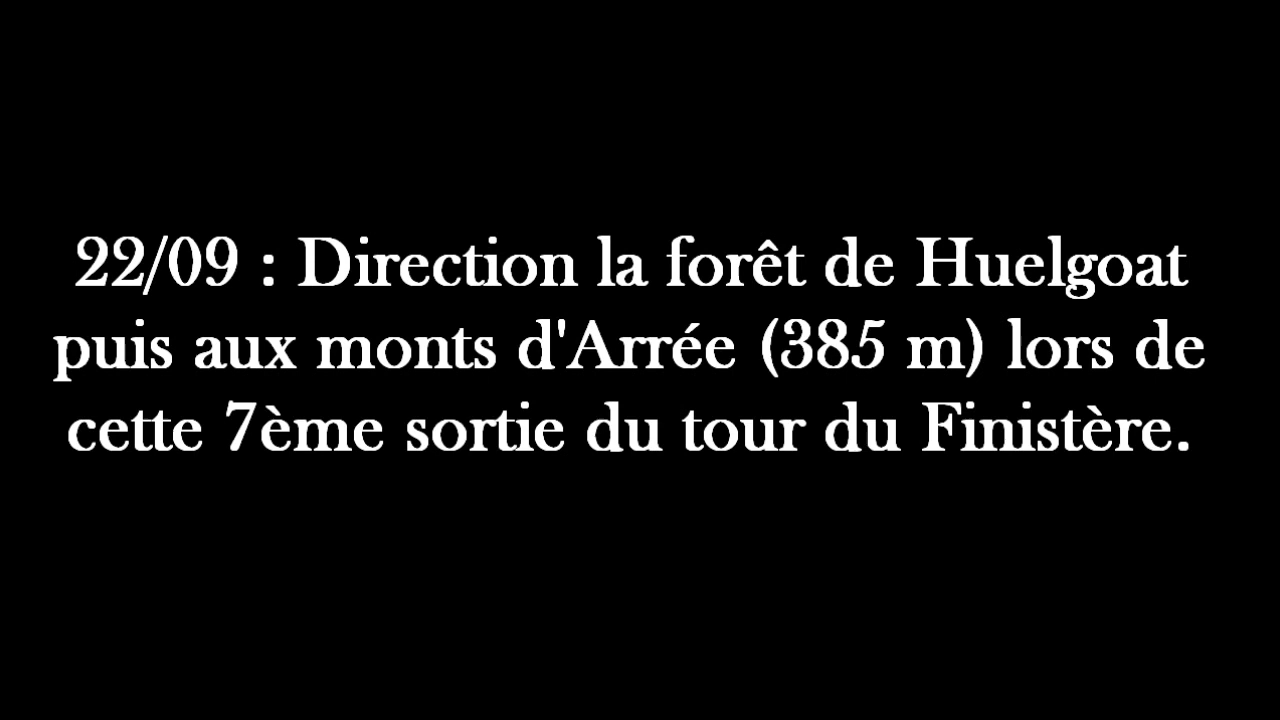 22/09 : Direction la forêt de Huelgoat
puis aux monts d'Arrée (385 m) lors de
cette 7ème sortie du tour du Finistère.